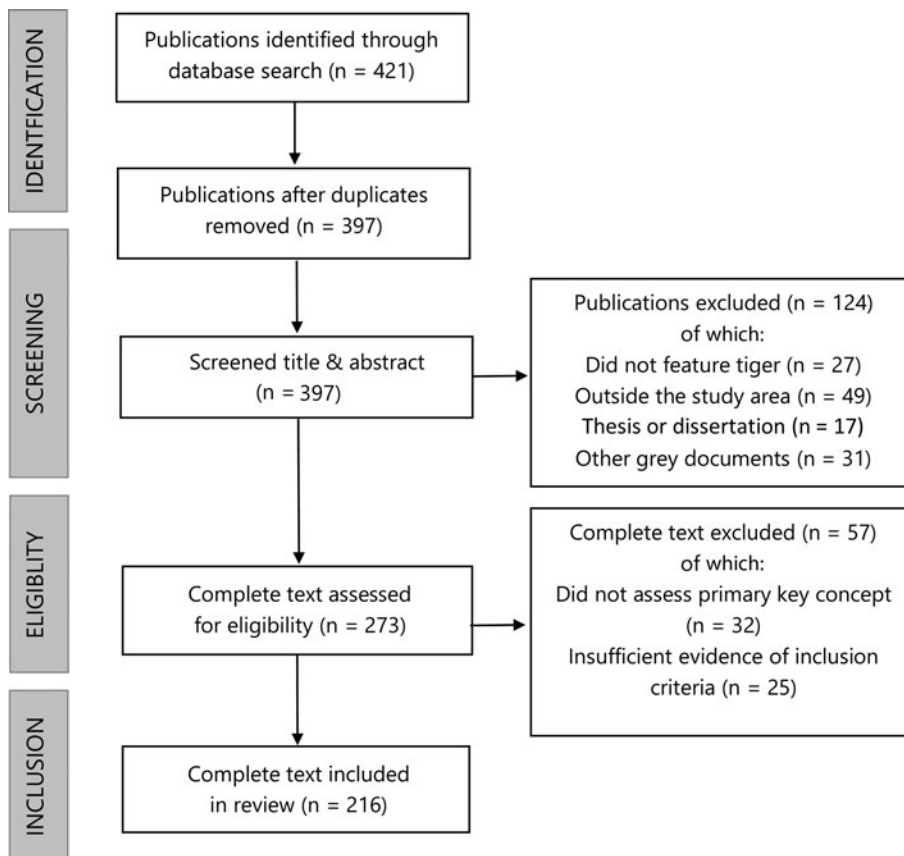 IDENTFICATION
Publications identified through
database search (n = 421)
Publications after duplicates
removed (n = 397)
SCREENING
Screened title & abstract
(n = 397)
Publications excluded (n = 124)
of which:
Did not feature tiger (n = 27)
Outside the study area (n = 49)
Thesis or dissertation (n = 17)
Other grey documents (n = 31)
ELIGIBLITY
Complete text assessed
for eligibility (n = 273)
Complete text excluded (n = 57)
of which:
Did not assess primary key concept
(n = 32)
Insufficient evidence of inclusion
criteria (n = 25)
INCLUSION
Complete text included
in review (n = 216)